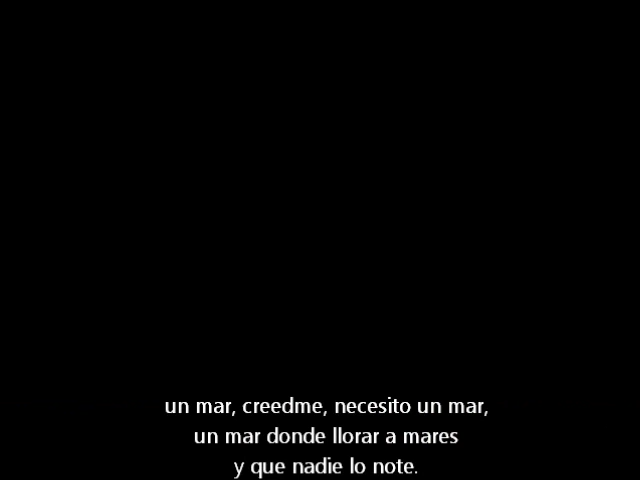 un mar, creedme, necesito un mar,
un mar donde llorar a mares
y que nadie lo note.